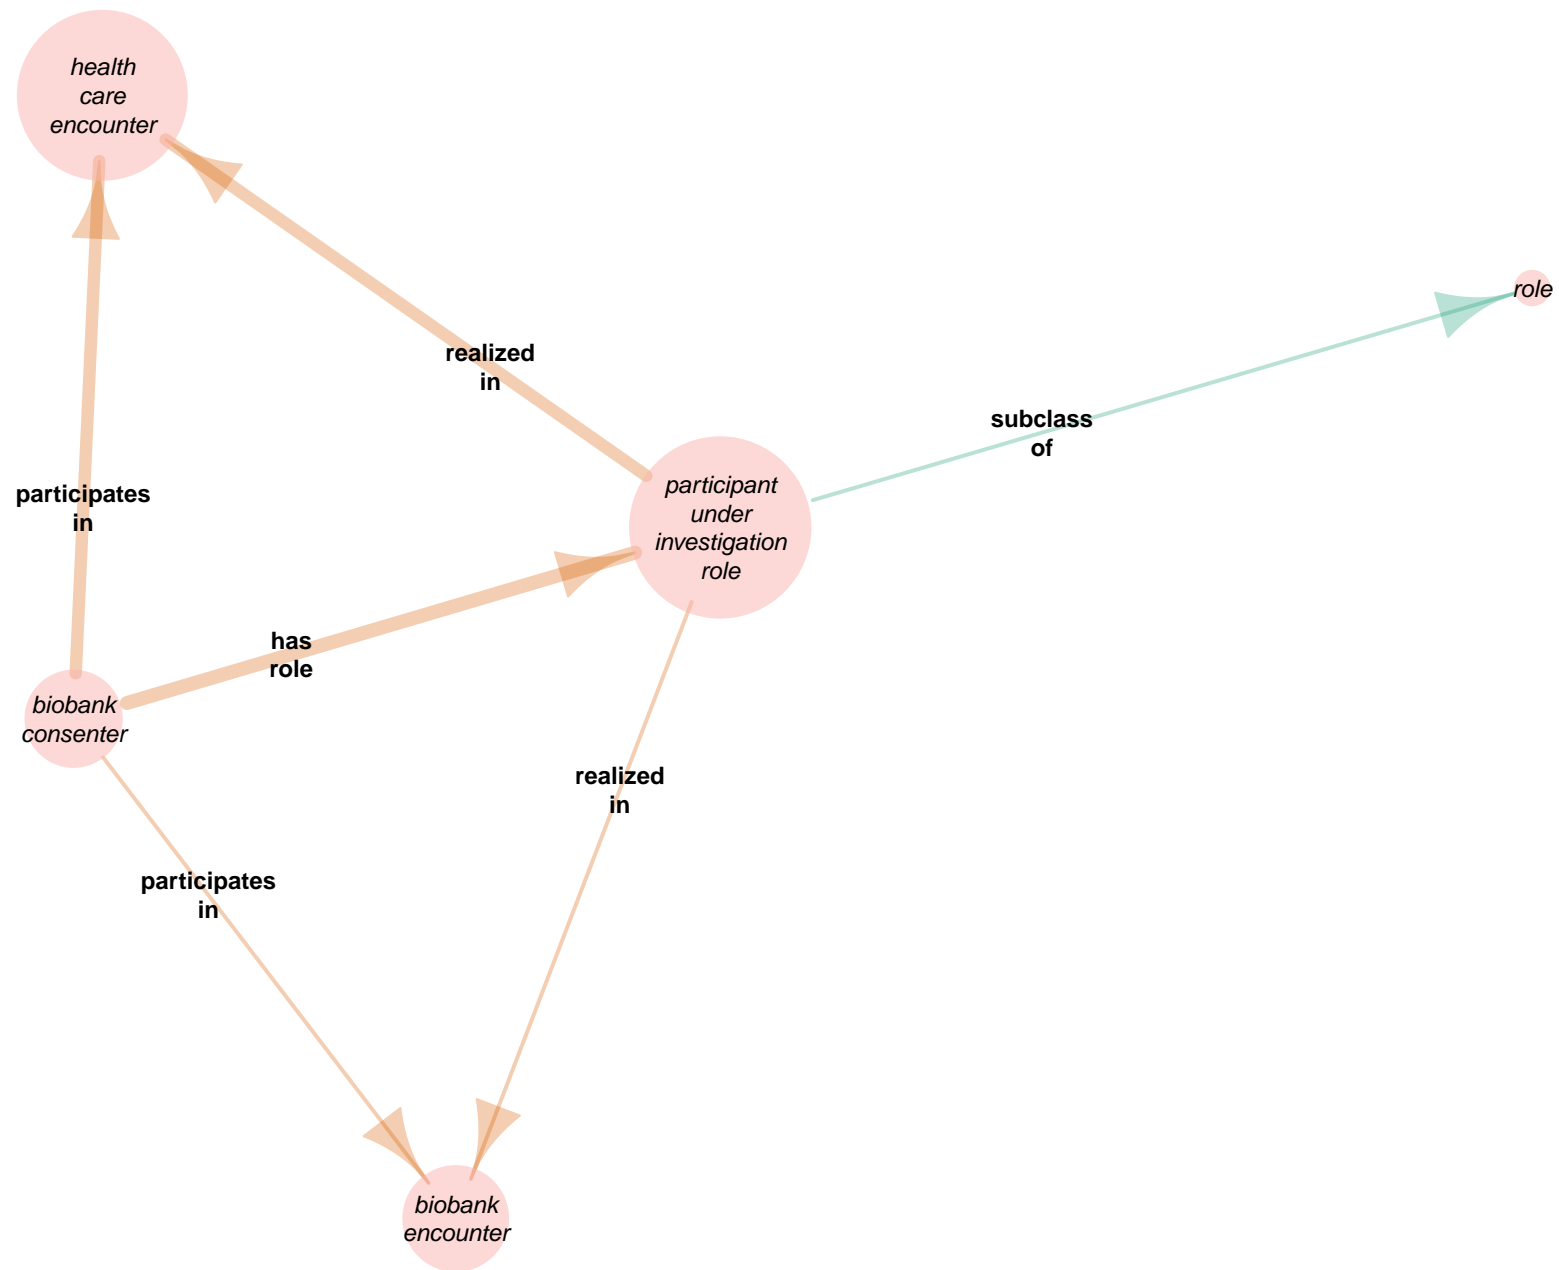 health
care
encounter
role
realized
in
subclass
of
participates
in
participant
under
investigation
role
has
role
biobank
consenter
realized
in
participates
in
biobank
encounter